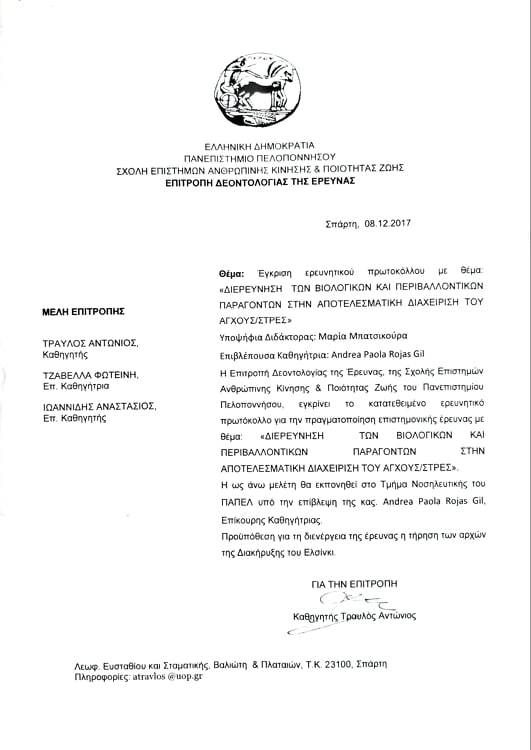 ΕΛΛΗΝΙΚΗ ΔΗΜΟΚΡΑΤΙΑ
ΠΑΝΕΠΙΣΤΗΜΙΟ ΠΕΛΟΠΟΝΝΗΣΟΥ
ΣΧΟΛΗ ΕΠΙΣΤΗΜΩΝ ΑΝΘΡΩΠΙΝΗΣ ΚΙΝΗΣΗΣ & ΠΟΙΟΤΗΤΑΣ ΖΩΗΣ
ΕΠΙΤΡΟΠΗ ΔΕΟΝΤΟΛΟΓΙΑΣ ΤΗΣ ΕΡΕΥΝΑΣ
Σπάρτη, 08.12.2017
ΜΕΛΗ ΕΠΙΤΡΟΠΗΣ
ΤΡΑΥΛΟΣ ΑΝΤΩΝΙΟΣ,
Καθηγητής
ΤΖΑΒΕΛΛΑ ΦΩΤΕΙΝΗ,
Επ. Καθηγήτρια
ΙΩΑΝΝΙΔΗΣ ΑΝΑΣΤΑΣΙΟΣ,
Επ. Καθηγητής
Θέμα: Έγκριση ερευνητικού πρωτοκόλλου με θέμα:
«ΔΙΕΡΕΥΝΗΣΗ ΤΩΝ ΒΙΟΛΟΓΙΚΩΝ ΚΑΙ ΠΕΡΙΒΑΛΛΟΝΤΙΚΩΝ
ΠΑΡΑΓΟΝΤΩΝ ΣΤΗΝ ΑΠΟΤΕΛΕΣΜΑΤΙΚΗ ΔΙΑΧΕΙΡΙΣΗ ΤΟΥ
ΑΓΧΟΥΣ/ΣΤΡΕΣ»
Υποψήφια Διδάκτορας: Μαρία Μπατσικούρα
Επιβλέπουσα Καθηγήτρια: Andrea Paola Rojas Gil
Η Επιτροπή Δεοντολογίας της Έρευνας, της Σχολής Επιστημών
Ανθρώπινης Κίνησης & Ποιότητας Ζωής του Πανεπιστημίου
Πελοποννήσου, εγκρίνει το κατατεθειμένο ερευνητικό
πρωτόκολλο για την πραγματοποίηση επιστημονικής έρευνας με
θέμα: «ΔΙΕΡΕΥΝΗΣΗ ΤΩΝ ΒΙΟΛΟΓΙΚΩΝ ΚΑΙ
ΠΕΡΙΒΑΛΛΟΝΤΙΚΩΝ ΠΑΡΑΓΟΝΤΩΝ ΣΤΗΝ
ΑΠΟΤΕΛΕΣΜΑΤΙΚΗ ΔΙΑΧΕΙΡΙΣΗ ΤΟΥ ΑΓΧΟΥΣ/ΣΤΡΕΣ».
Η ως άνω μελέτη θα εκπονηθεί στο Τμήμα Νοσηλευτικής του
ΠΑΠΕΛ υπό την επίβλεψη της κας. Andrea Paola Rojas Gil,
Επίκουρης Καθηγήτριας.
Προϋπόθεση για τη διενέργεια της έρευνας η τήρηση των αρχών
της Διακήρυξης του Ελσίνκι.
ΓΙΑ ΤΗΝ ΕΠΙΤΡΟΠΗ
Καθηγητής Τραυλός Αντώνιος
Λεωφ. Ευσταθίου και Σταματικής, Βαλιώτη & Πλαταιών, Τ.Κ. 23100, Σπάρτη
Πληροφορίες: atravlos @uop.gr